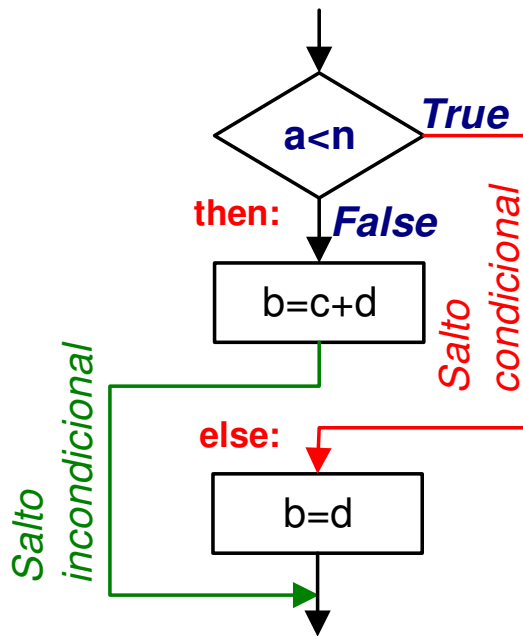 True
a<n
then:
False
b=c+d
Salto
condicional
else:
Salto
incondicional
b=d